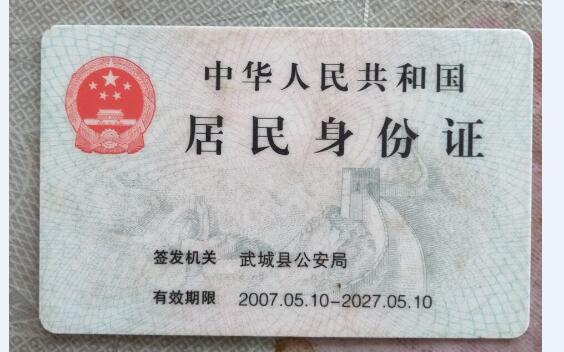 中华人民共和国
居民身份证
签发机关 武城县公安局
有效期限 2007.05.10-2027.05.10